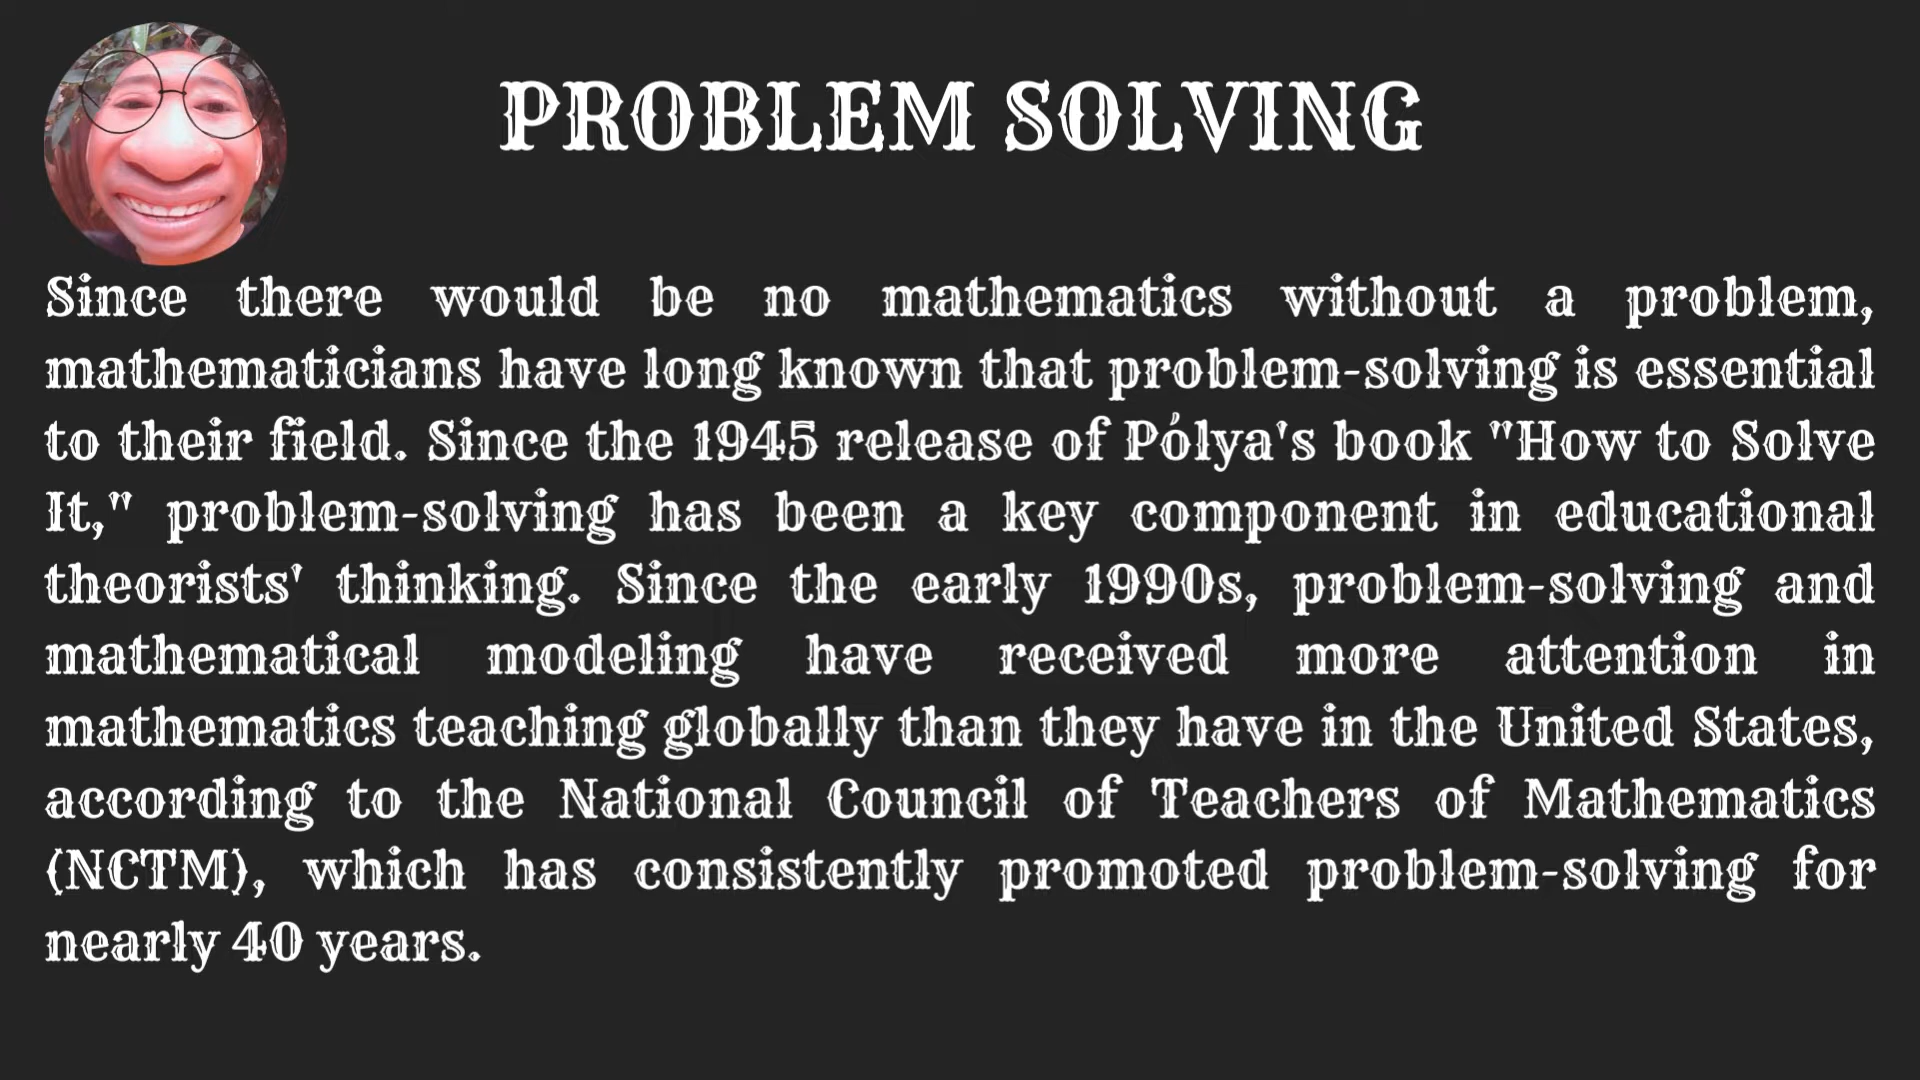 PROBLEM SOLVING
Since there would be no mathematics without a problem,
mathematicians have long known that problem-solving is essential
to their field. Since the 1945 release of Pólya's book "How to Solve
It," problem-solving has been a key component in educational
theorists' thinking. Since the early 1990s, problem-solving and
mathematical modeling have received more attention in
mathematics teaching globally than they have in the United States,
according to the National Council of Teachers of Mathematics
(NCTM), which has consistently promoted problem-solving for
nearly 40 years.